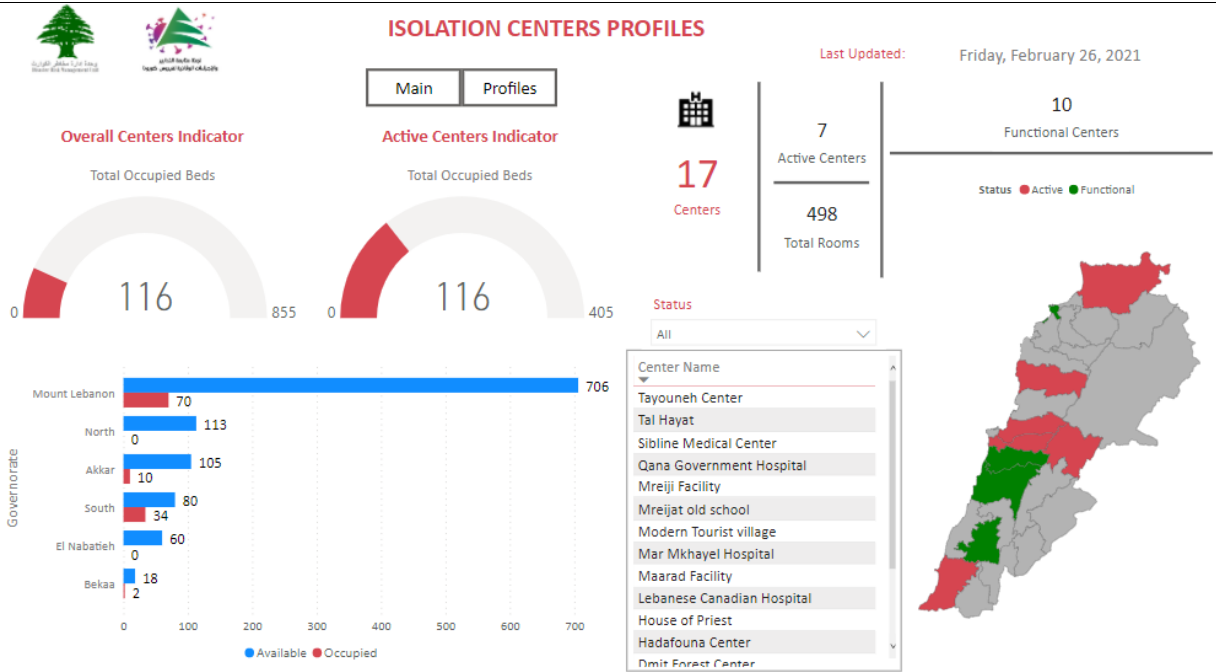 ISOLATION CENTERS PROFILES
Last Updated:
Friday, February 26, 2021
Main
Profiles
Overall Centers Indicator
Total Occupied Beds
0
116
855
Active Centers Indicator
Total Occupied Beds
0
116
405
17
Centers
7
Active Centers
498
Total Rooms
10
Functional Centers
Status Active Functional
Status
All
Center Name
Tayouneh Center
Tal Hayat
Sibline Medical Center
Qana Government Hospital
Mreiji Facility
Mreijat old school
Modern Tourist village
Mar Mkhayel Hospital
Maarad Facility
Lebanese Canadian Hospital
House of Priest
Hadafouna Center
Dmit Forest Center
Governorate
Mount Lebanon
706
70
North
113
0
Akkar
105
10
South
80
34
El Nabatieh
60
0
Bekaa
18
2
0 100 200 300 400 500 600 700
Available Occupied